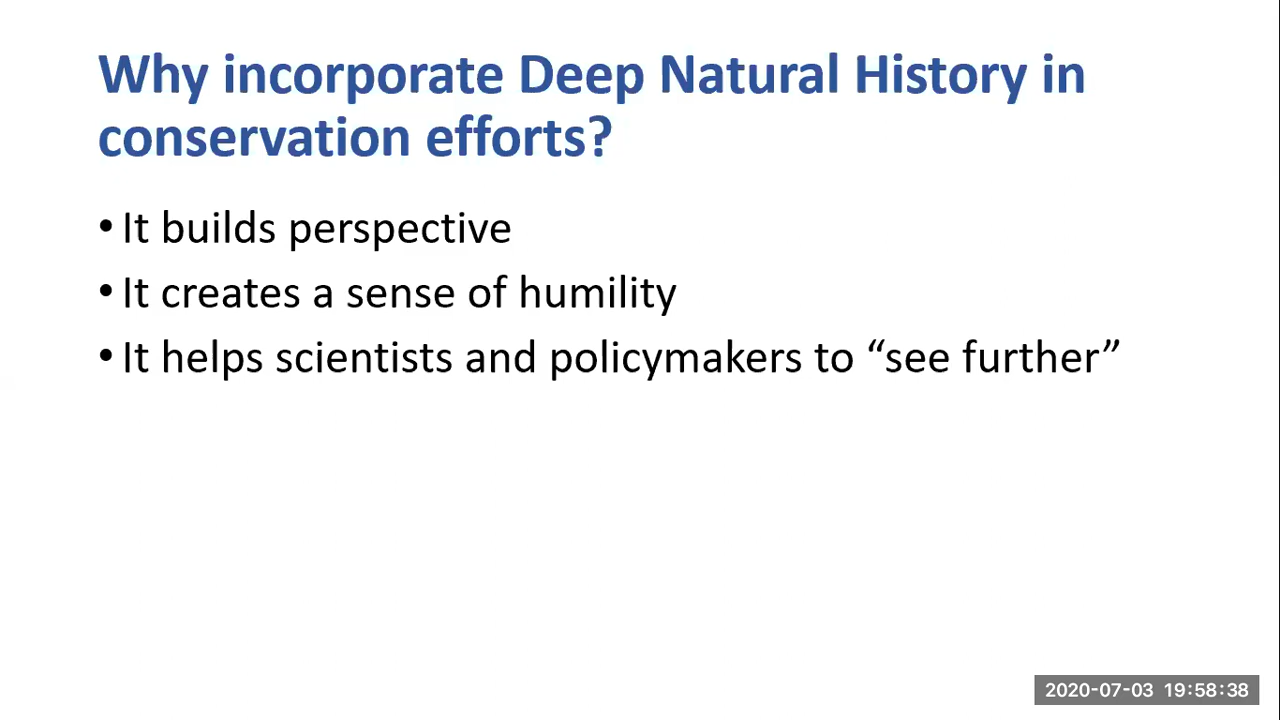 Why incorporate Deep Natural History in
conservation efforts?
• It builds perspective
• It creates a sense of humility
• It helps scientists and policymakers to “see further”
2020-07-03 19:58:38